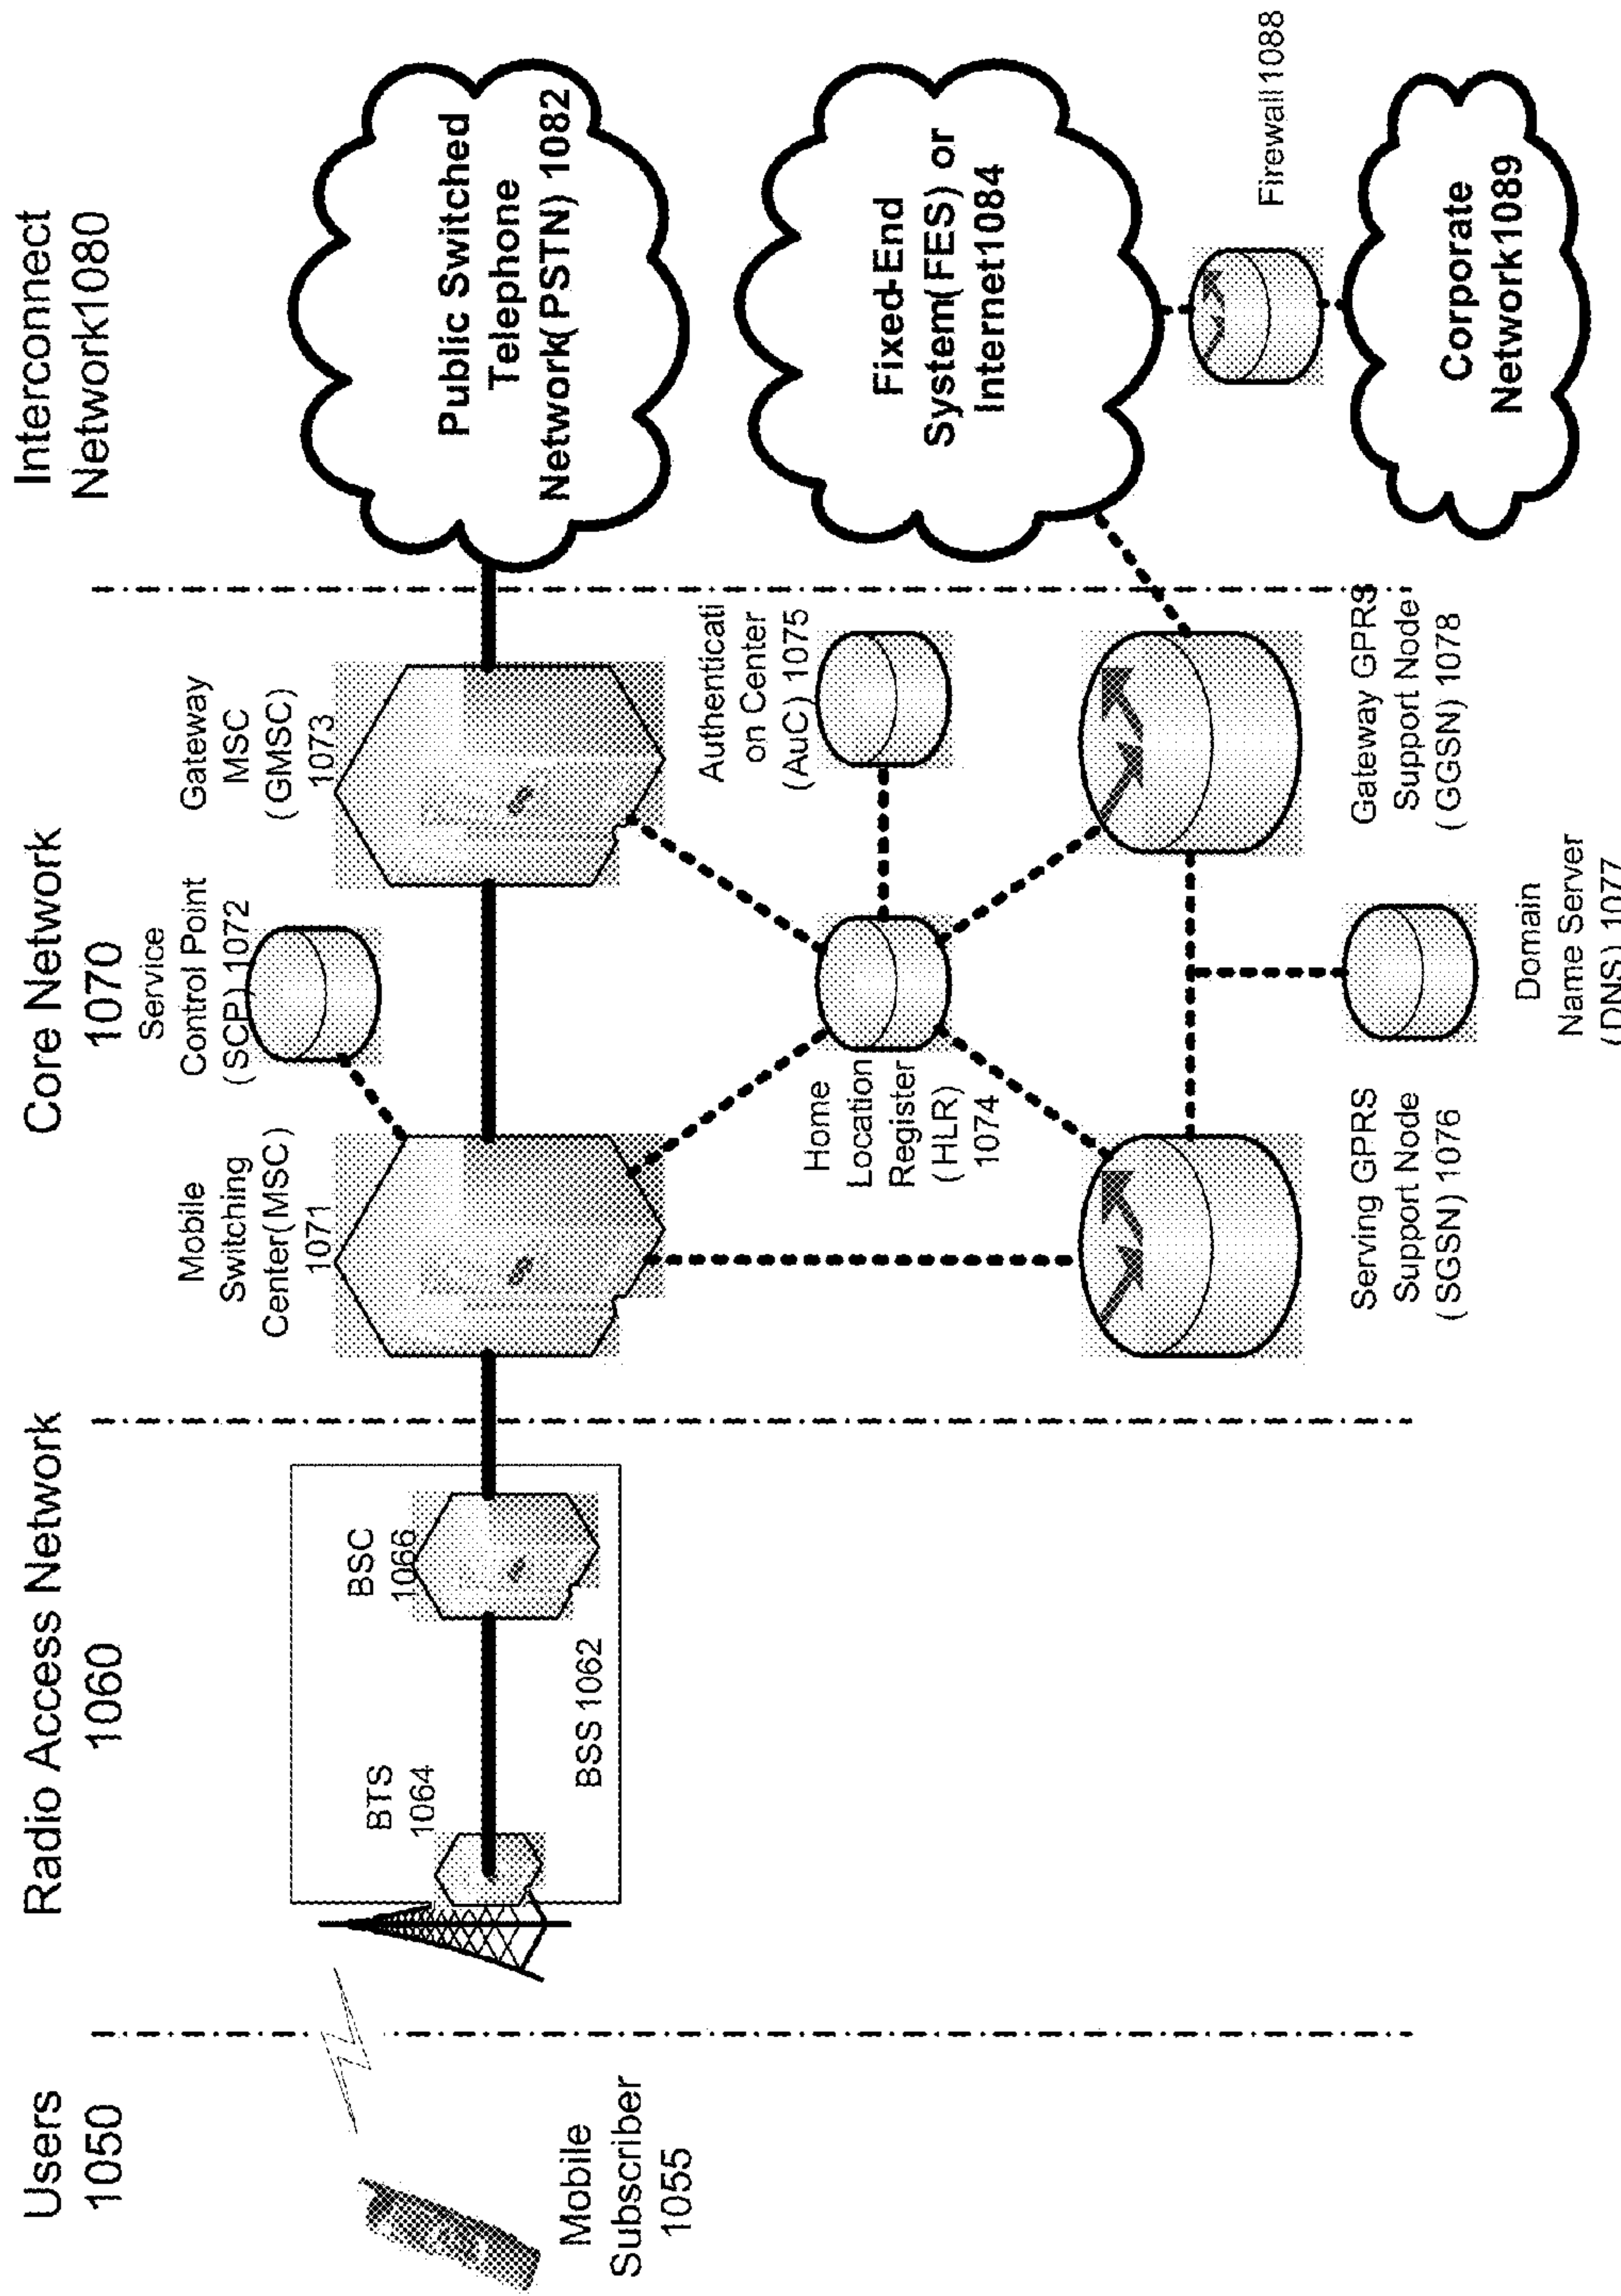 Users
1050
Radio Access Network
1060
Core Network
1070
Interconnect
Network1080
Mobile
Subscriber
1055
BTS
1064
BSC
1066
BSS 1062
Mobile
Switching
Center(MSC)
1071
Service
Control Point
(SCP) 1072
Gateway
MSC
(GMSC)
1073
Public Switched
Telephone
Network(PSTN) 1082
Home
Location
Register
(HLR)
1074
Authenticati
on Center
(AuC) 1075
Fixed-End
System(FES) or
Internet1084
Serving GPRS
Support Node
(SGSN) 1076
Domain
Name Server
(DNS) 1077
Gateway GPRS
Support Node
(GGSN) 1078
Firewall 1088
Corporate
Network1089